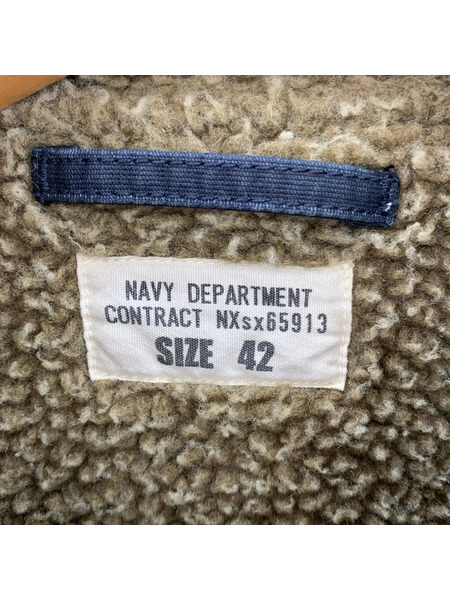 NAVY DEPARTMENT
CONTRACT NXsx65913
SIZE 42